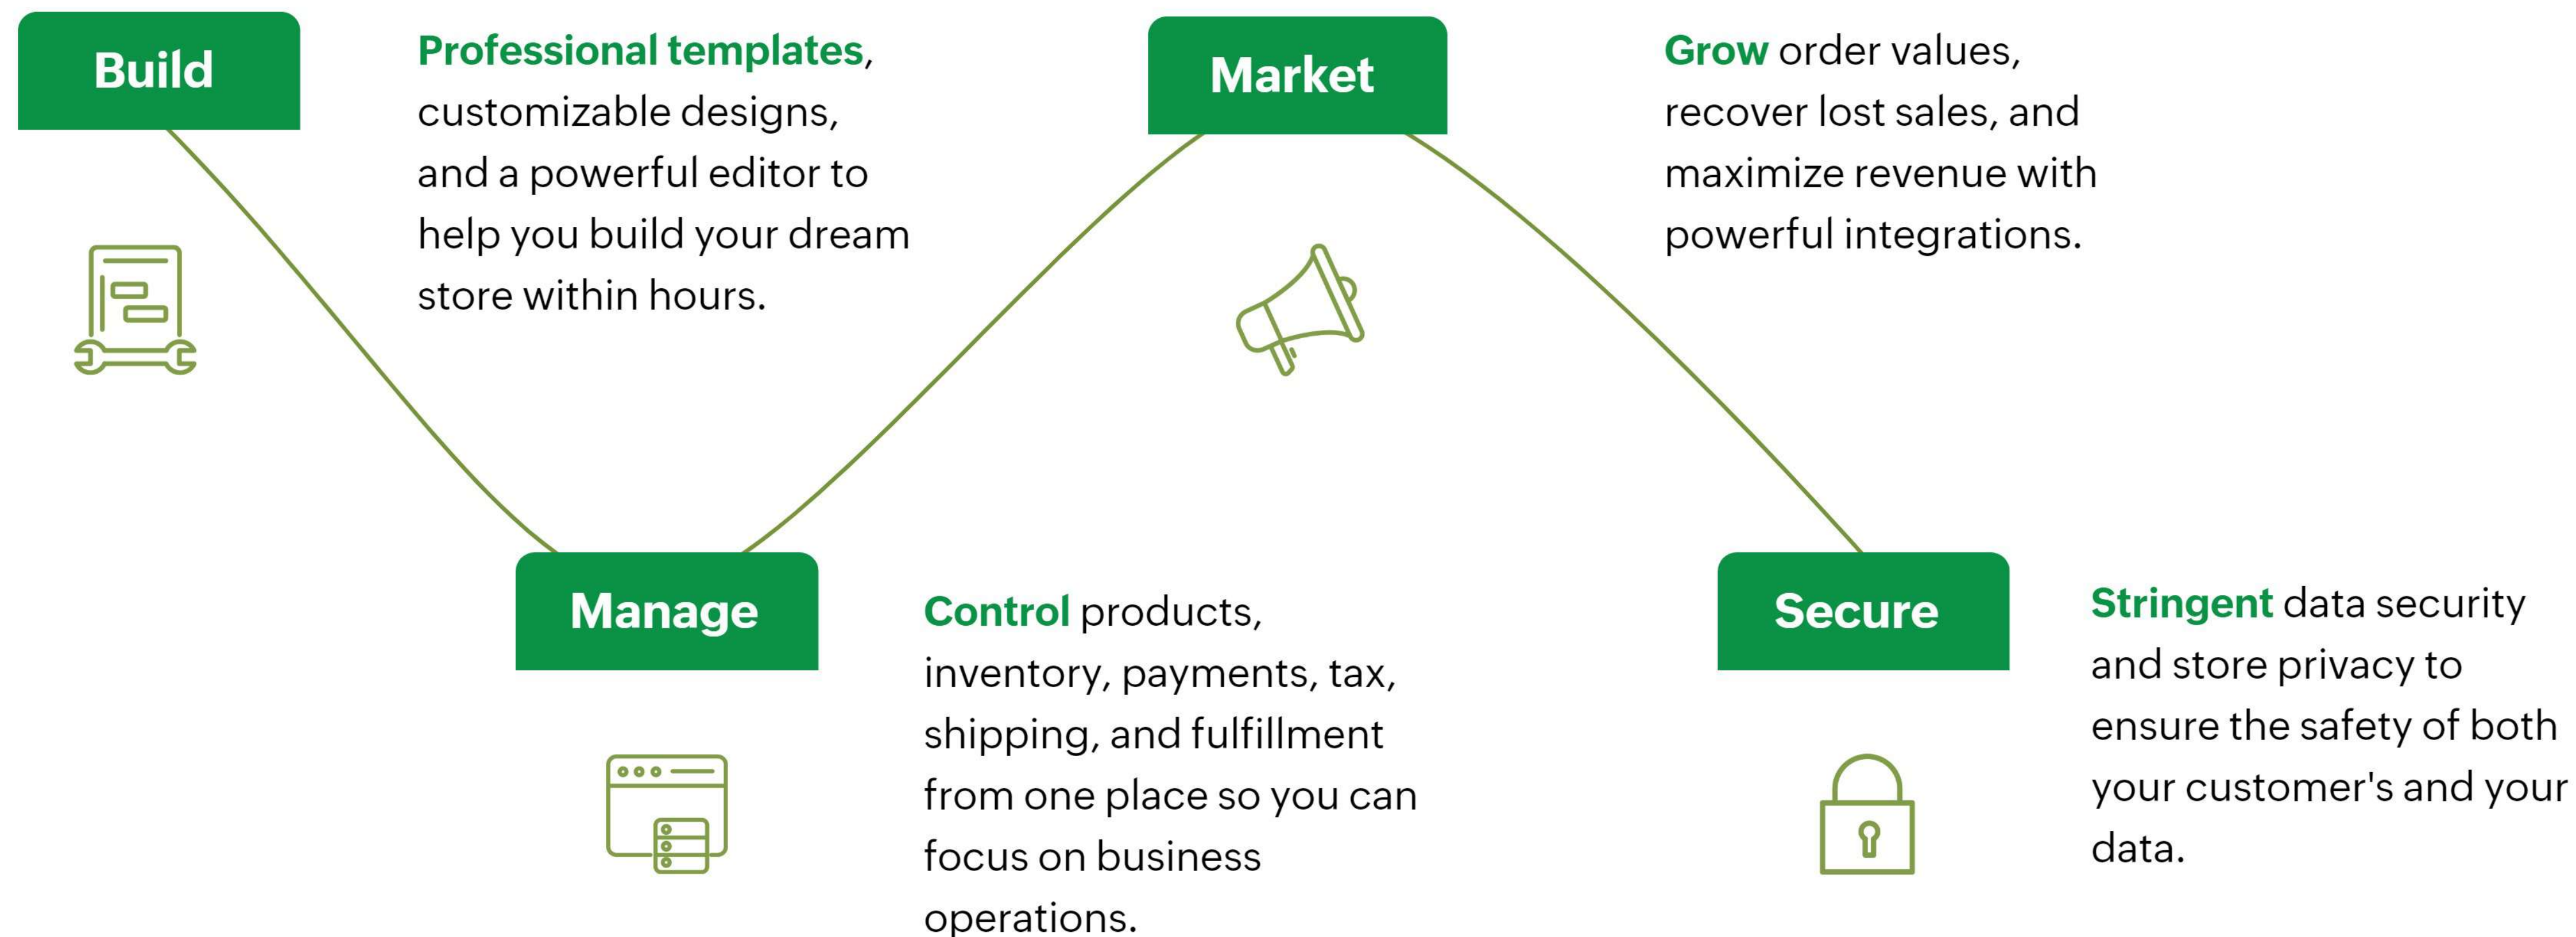 Build
Professional templates,
customizable designs,
and a powerful editor to
help you build your dream
store within hours.
Manage
Control products,
inventory, payments, tax,
shipping, and fulfillment
from one place so you can
focus on business
operations.
Market
Grow order values,
recover lost sales, and
maximize revenue with
powerful integrations.
Secure
Stringent data security
and store privacy to
ensure the safety of both
your customer's and your
data.